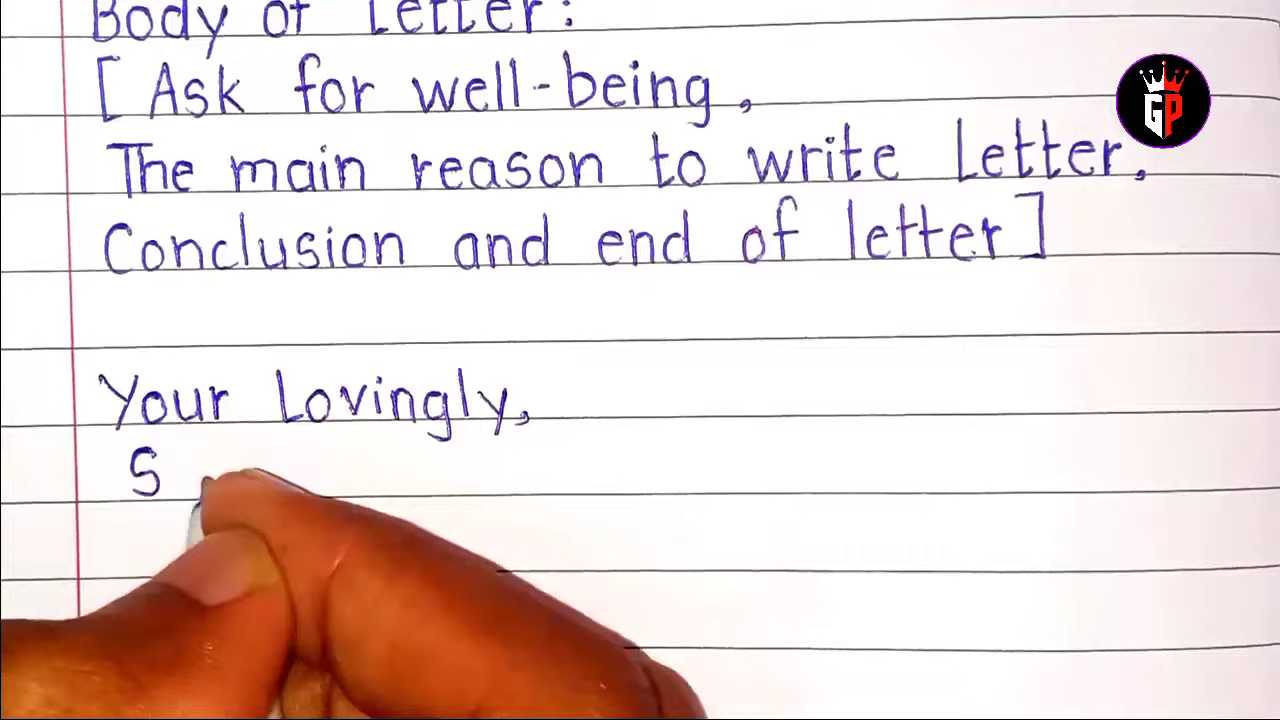 Body of Letter:
[Ask for well-being,
GP
The main reason to write Letter,
Conclusion and end of letter]
Your Lovingly,
S